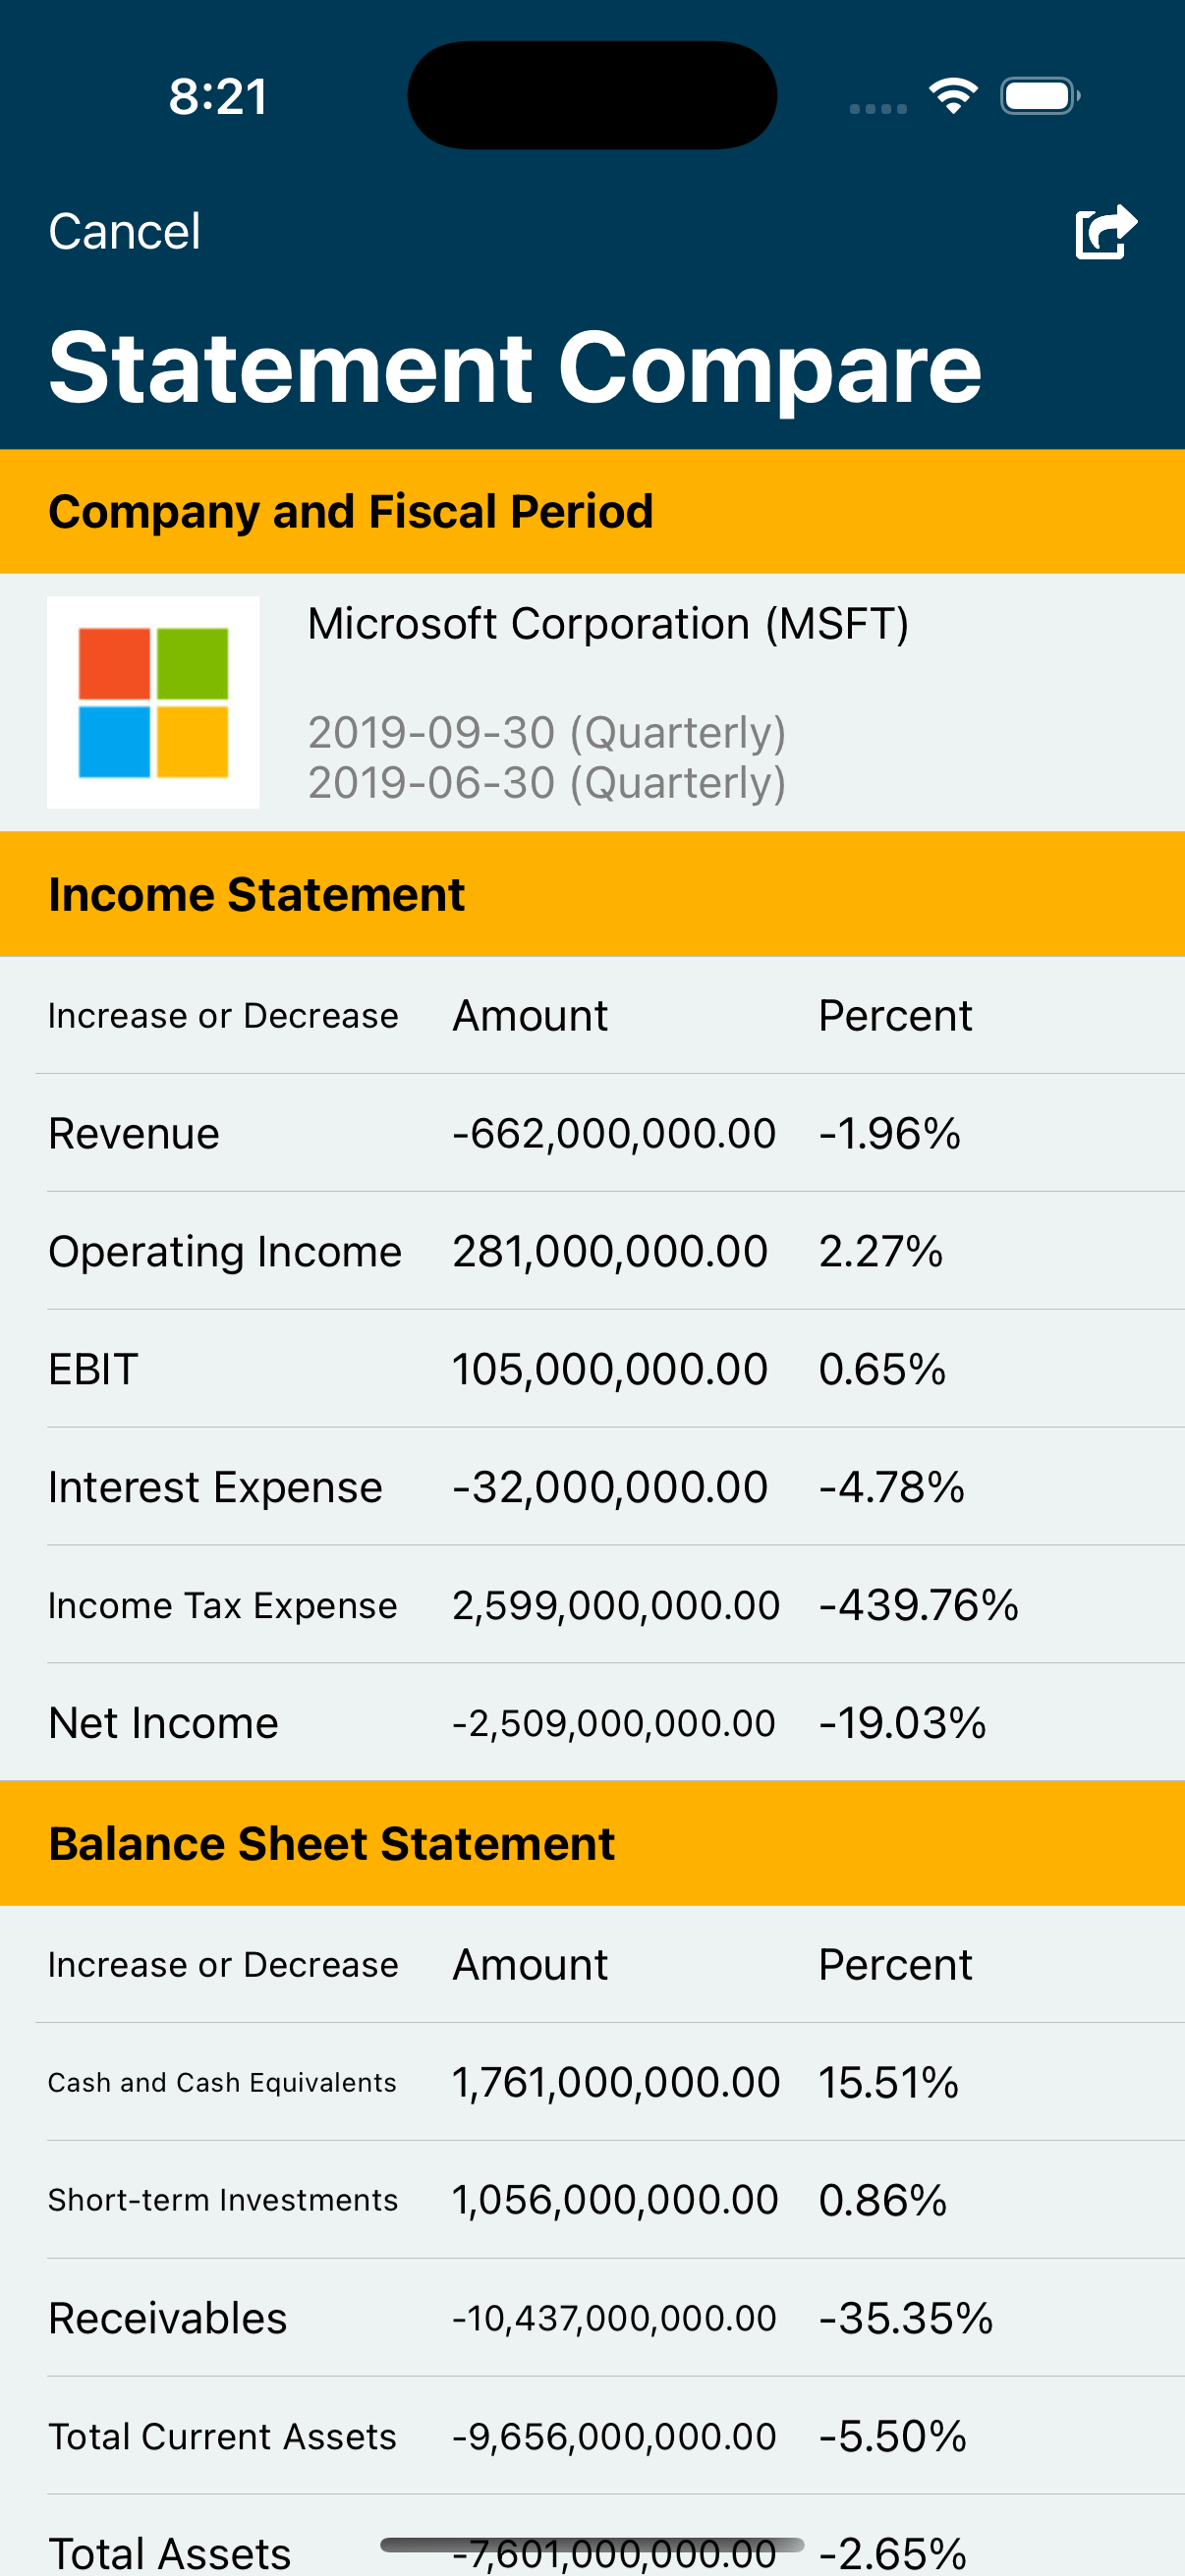 8:21
Cancel
Statement Compare
Company and Fiscal Period
Microsoft Corporation (MSFT)
2019-09-30 (Quarterly)
2019-06-30 (Quarterly)
Income Statement
Increase or Decrease Amount Percent
Revenue -662,000,000.00 -1.96%
Operating Income 281,000,000.00 2.27%
EBIT 105,000,000.00 0.65%
Interest Expense -32,000,000.00 -4.78%
Income Tax Expense 2,599,000,000.00 -439.76%
Net Income -2,509,000,000.00 -19.03%
Balance Sheet Statement
Increase or Decrease Amount Percent
Cash and Cash Equivalents 1,761,000,000.00 15.51%
Short-term Investments 1,056,000,000.00 0.86%
Receivables -10,437,000,000.00 -35.35%
Total Current Assets -9,656,000,000.00 -5.50%
Total Assets -7,601,000,000.00 -2.65%